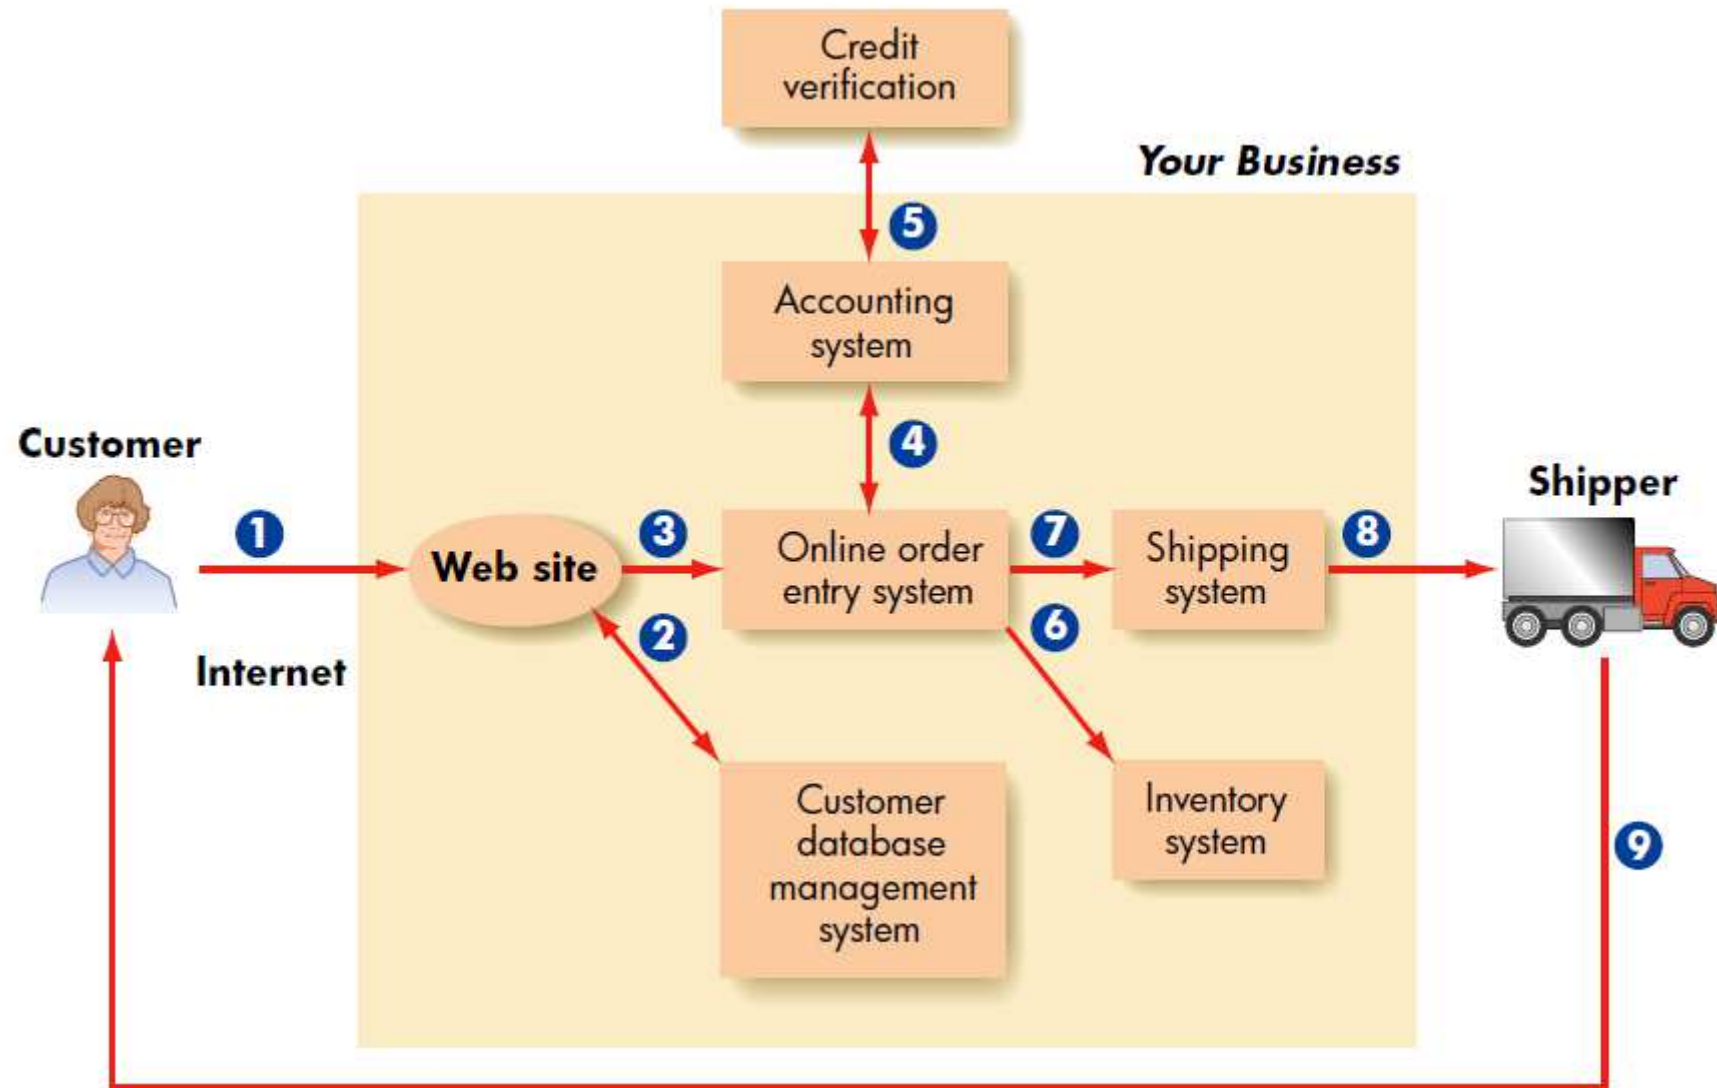 Credit
verification
Your Business
5
Accounting
system
4
Customer
Shipper
1
3
7
8
Web site
Online order
entry system
Shipping
system
2
6
Internet
Customer
database
management
system
Inventory
system
9